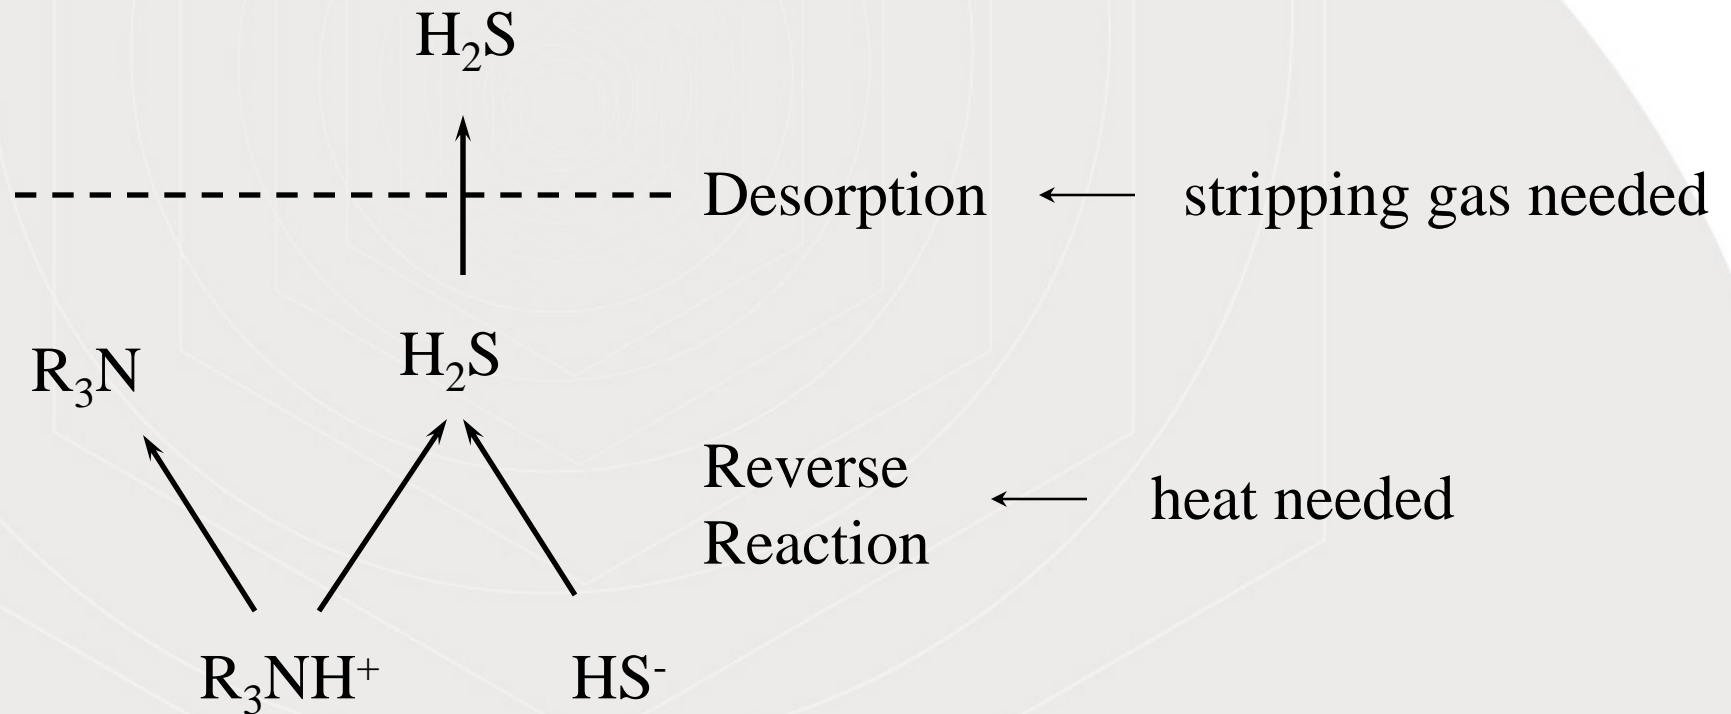 H₂S
Desorption
stripping gas needed
R₃N
H₂S
Reverse
Reaction
heat needed
R₃NH⁺
HS⁻